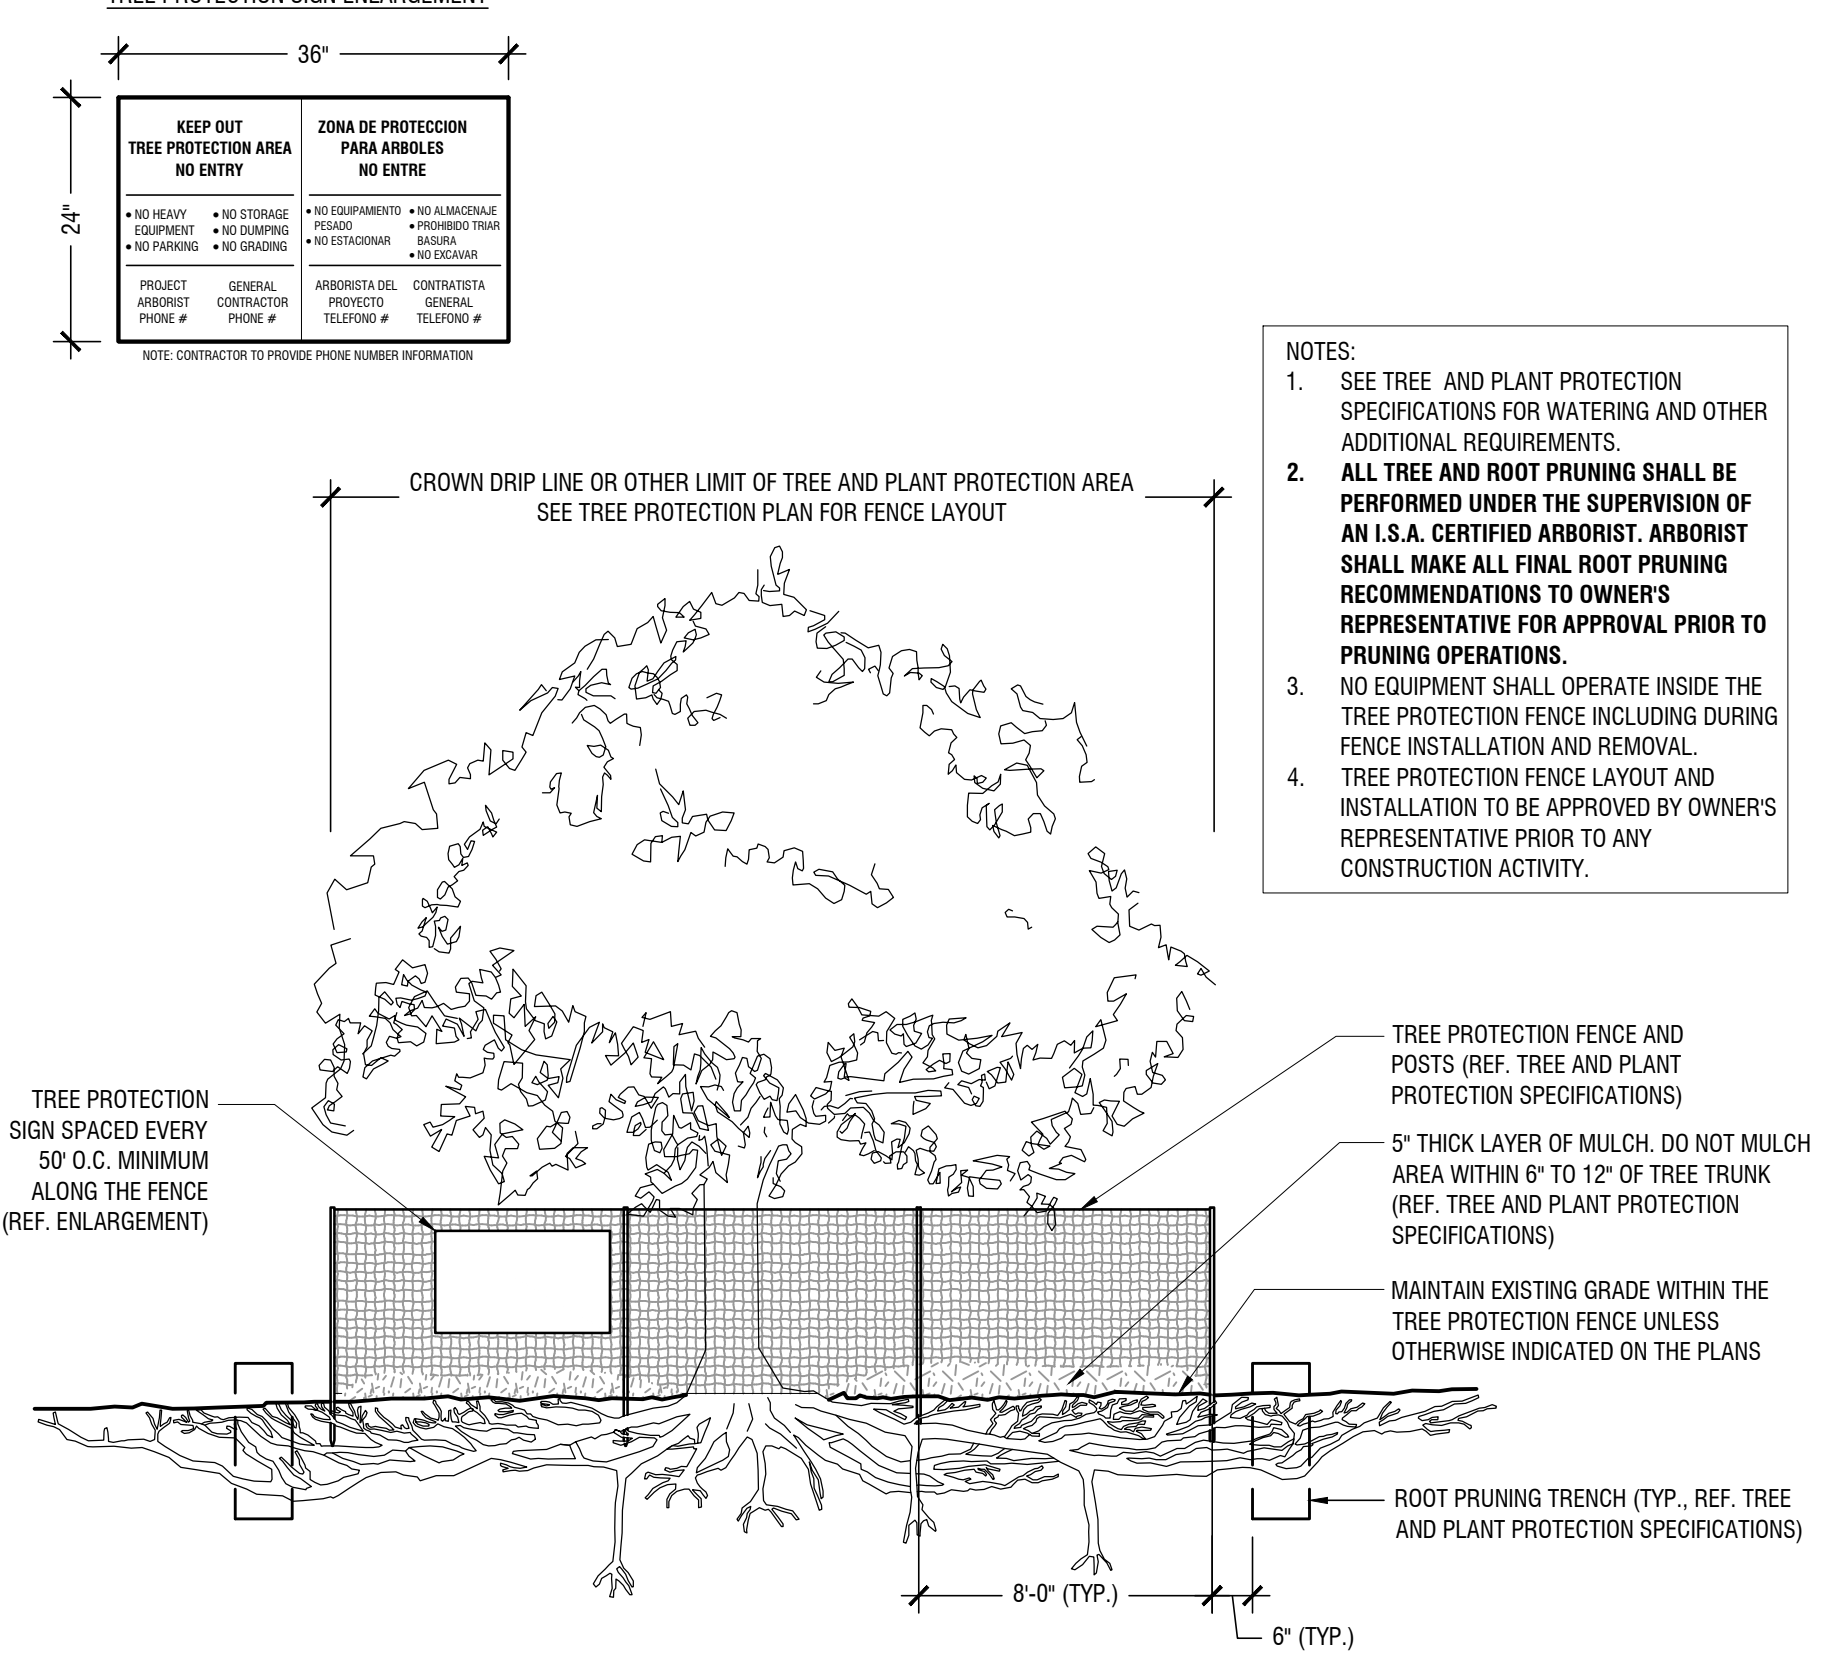 TREE PROTECTION SIGN ENLARGEMENT
36"
24"
KEEP OUT
TREE PROTECTION AREA
NO ENTRY
● NO HEAVY
EQUIPMENT
● NO PARKING
● NO STORAGE
● NO DUMPING
● NO GRADING
PROJECT
ARBORIST
PHONE #
GENERAL
CONTRACTOR
PHONE #
ZONA DE PROTECCION
PARA ARBOLES
NO ENTRE
● NO EQUIPAMIENTO
PESADO
● NO ESTACIONAR
● NO ALMACENAJE
● PROHIBIDO TRIAR
BASURA
● NO EXCAVAR
ARBORISTA DEL
PROYECTO
TELEFONO #
CONTRATISTA
GENERAL
TELEFONO #
NOTE: CONTRACTOR TO PROVIDE PHONE NUMBER INFORMATION
NOTES:
1. SEE TREE AND PLANT PROTECTION
SPECIFICATIONS FOR WATERING AND OTHER
ADDITIONAL REQUIREMENTS.
2. ALL TREE AND ROOT PRUNING SHALL BE
PERFORMED UNDER THE SUPERVISION OF
AN I.S.A. CERTIFIED ARBORIST. ARBORIST
SHALL MAKE ALL FINAL ROOT PRUNING
RECOMMENDATIONS TO OWNER'S
REPRESENTATIVE FOR APPROVAL PRIOR TO
PRUNING OPERATIONS.
3. NO EQUIPMENT SHALL OPERATE INSIDE THE
TREE PROTECTION FENCE INCLUDING DURING
FENCE INSTALLATION AND REMOVAL.
4. TREE PROTECTION FENCE LAYOUT AND
INSTALLATION TO BE APPROVED BY OWNER'S
REPRESENTATIVE PRIOR TO ANY
CONSTRUCTION ACTIVITY.
CROWN DRIP LINE OR OTHER LIMIT OF TREE AND PLANT PROTECTION AREA
SEE TREE PROTECTION PLAN FOR FENCE LAYOUT
TREE PROTECTION
SIGN SPACED EVERY
50' O.C. MINIMUM
ALONG THE FENCE
(REF. ENLARGEMENT)
TREE PROTECTION FENCE AND
POSTS (REF. TREE AND PLANT
PROTECTION SPECIFICATIONS)
5" THICK LAYER OF MULCH. DO NOT MULCH
AREA WITHIN 6" TO 12" OF TREE TRUNK
(REF. TREE AND PLANT PROTECTION
SPECIFICATIONS)
MAINTAIN EXISTING GRADE WITHIN THE
TREE PROTECTION FENCE UNLESS
OTHERWISE INDICATED ON THE PLANS
ROOT PRUNING TRENCH (TYP., REF. TREE
AND PLANT PROTECTION SPECIFICATIONS)
8'-0" (TYP.)
6" (TYP.)